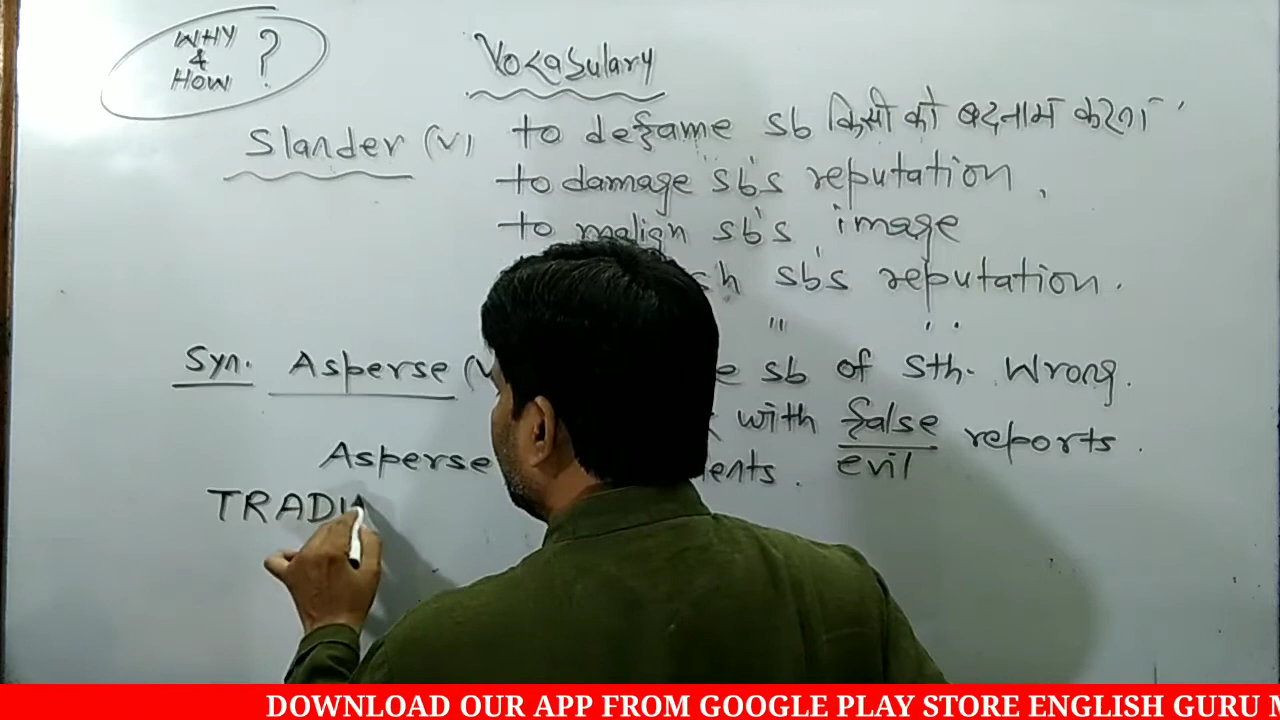 WHY
&
HOW ?
Vocabulary
Slander (v) to defame sb किसी को बदनाम करना
to damage sb's reputation.
to malign sb's image
sb's reputation.
" "
Syn. Asperse (v) sb of sth. wrong.
with false reports.
evil
Asperse
TRADU
DOWNLOAD OUR APP FROM GOOGLE PLAY STORE ENGLISH GURU